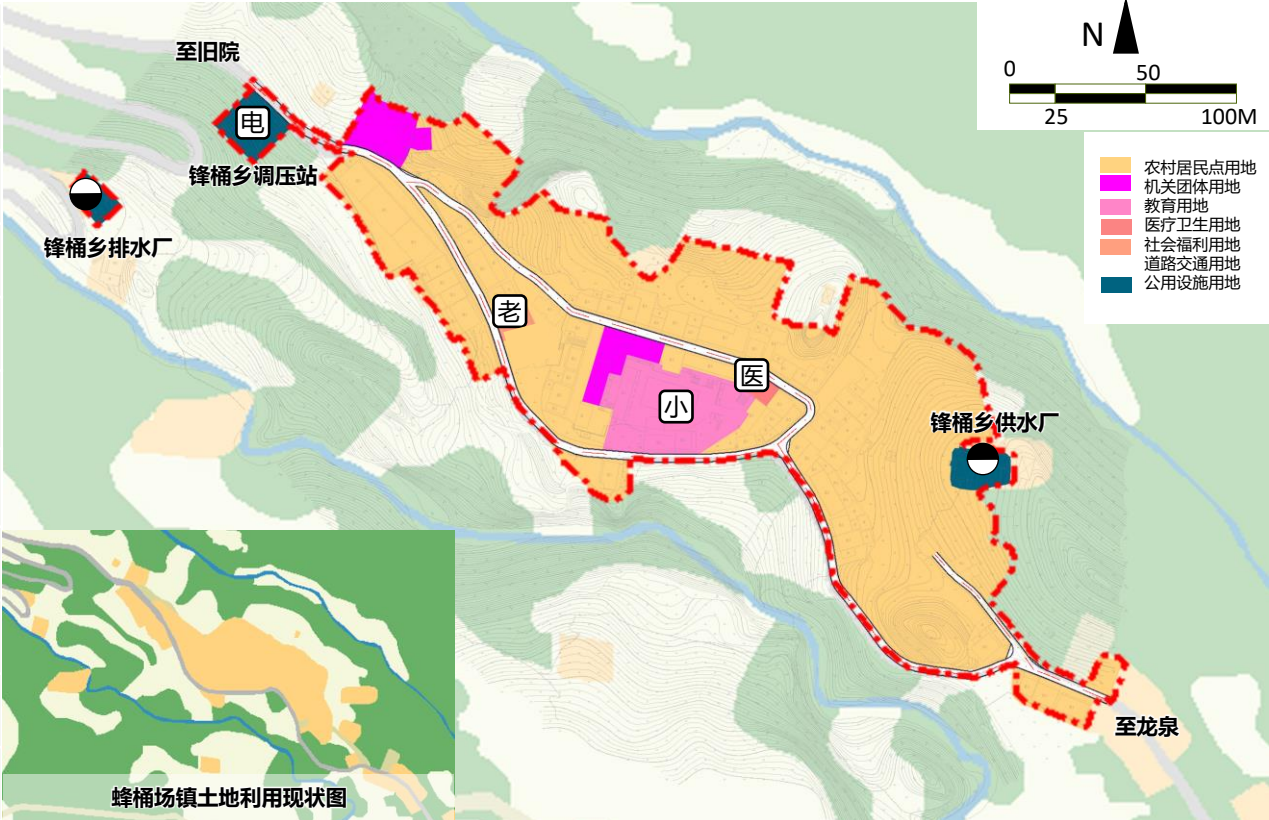 至旧院
N
0
50
25
100M
电
农村居民点用地
机关团体用地
教育用地
医疗卫生用地
社会福利用地
道路交通用地
公用设施用地
锋桶乡调压站
锋桶乡排水厂
老
医
小
锋桶乡供水厂
至龙泉
蜂桶场镇土地利用现状图